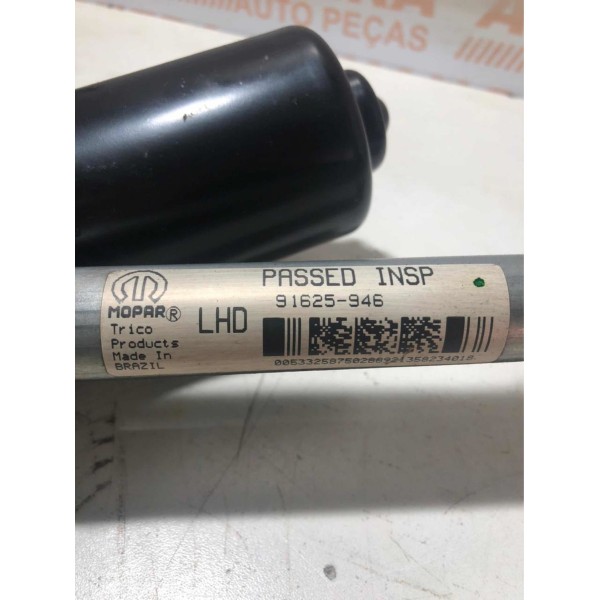 AUTO PEÇAS
PASSED INSP
91625-946
MOPAR®
LHD
Trico
Products
Made In
BRAZIL